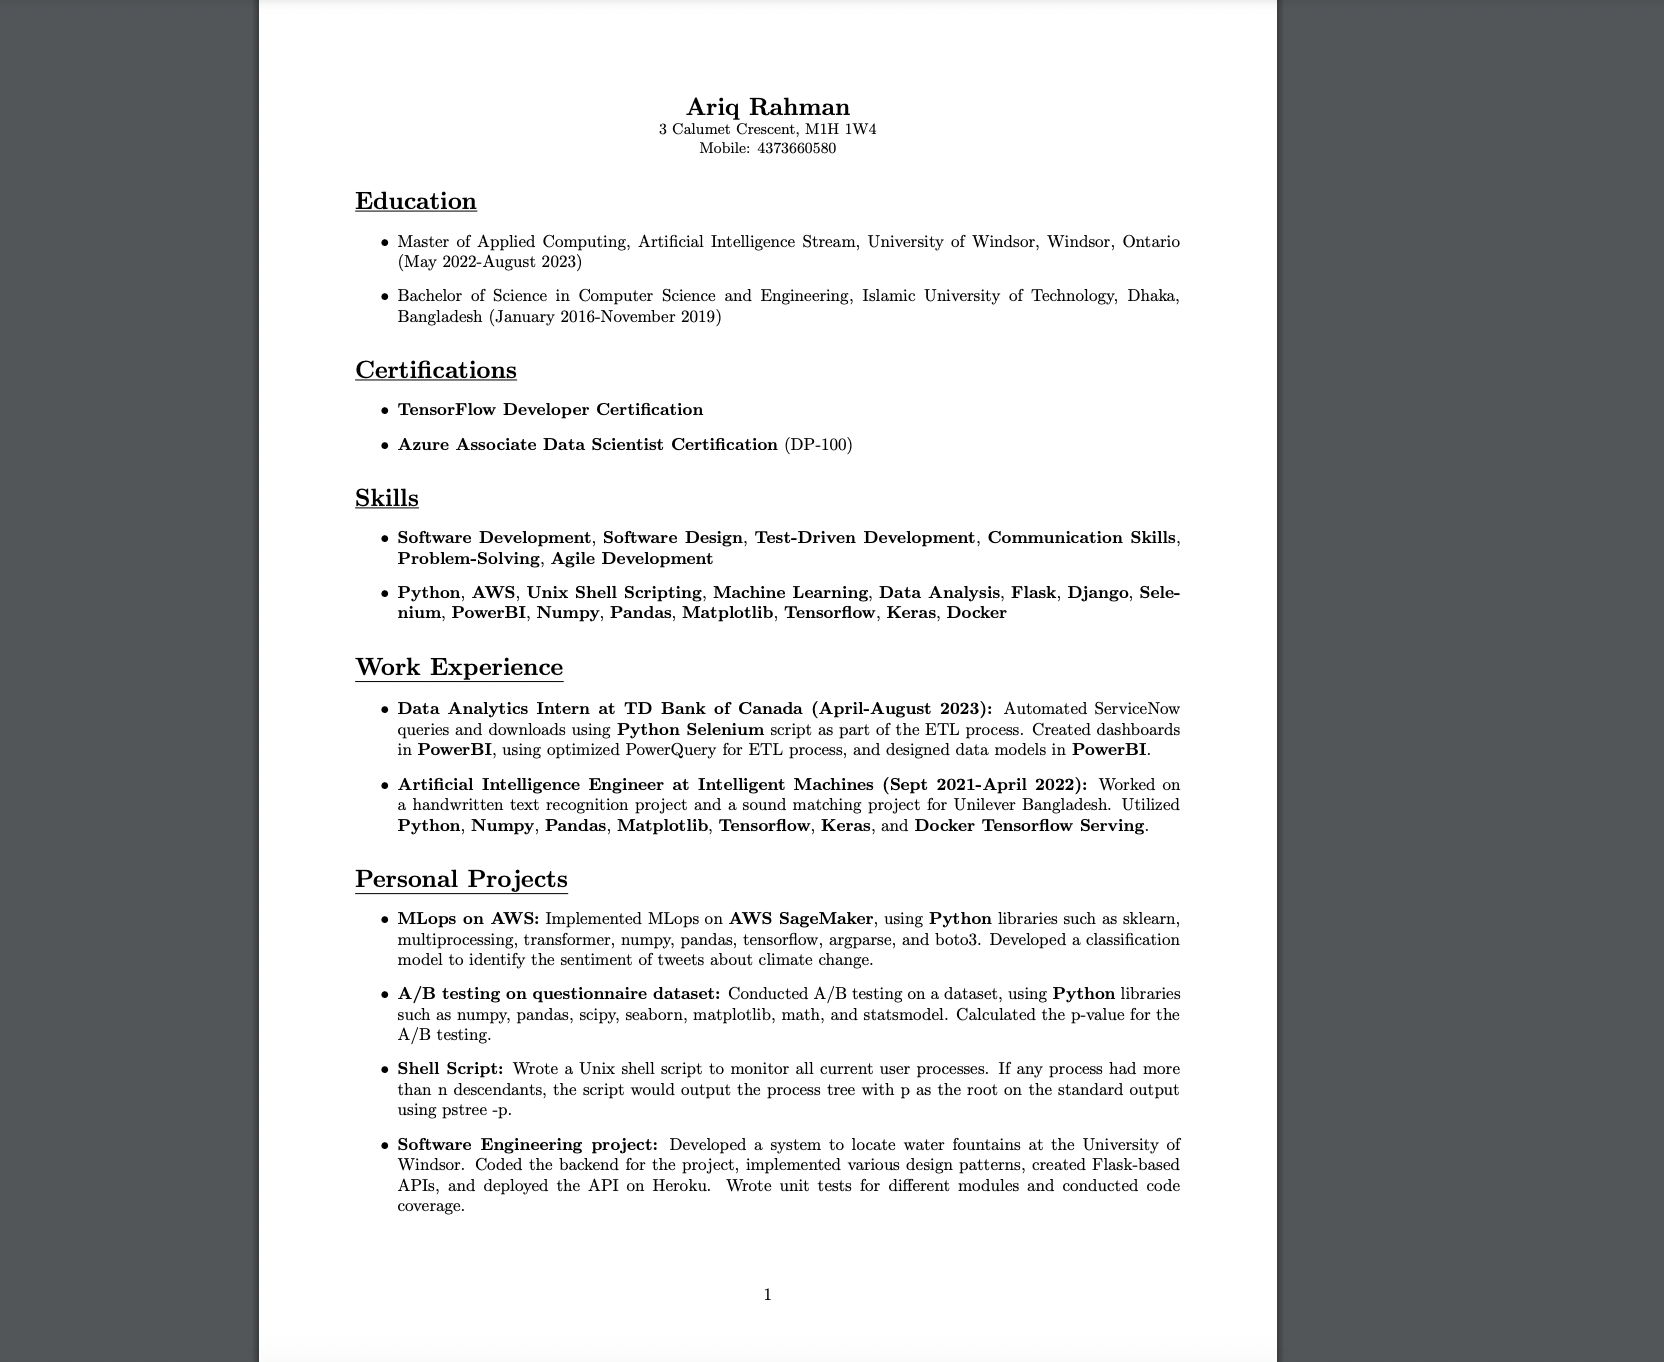 Ariq Rahman
3 Calumet Crescent, M1H 1W4
Mobile: 4373660580
Education
• Master of Applied Computing, Artificial Intelligence Stream, University of Windsor, Windsor, Ontario
(May 2022-August 2023)
• Bachelor of Science in Computer Science and Engineering, Islamic University of Technology, Dhaka,
Bangladesh (January 2016-November 2019)
Certifications
• TensorFlow Developer Certification
• Azure Associate Data Scientist Certification (DP-100)
Skills
• Software Development, Software Design, Test-Driven Development, Communication Skills,
Problem-Solving, Agile Development
• Python, AWS, Unix Shell Scripting, Machine Learning, Data Analysis, Flask, Django, Sele-
nium, PowerBI, Numpy, Pandas, Matplotlib, Tensorflow, Keras, Docker
Work Experience
• Data Analytics Intern at TD Bank of Canada (April-August 2023): Automated ServiceNow
queries and downloads using Python Selenium script as part of the ETL process. Created dashboards
in PowerBI, using optimized PowerQuery for ETL process, and designed data models in PowerBI.
• Artificial Intelligence Engineer at Intelligent Machines (Sept 2021-April 2022): Worked on
a handwritten text recognition project and a sound matching project for Unilever Bangladesh. Utilized
Python, Numpy, Pandas, Matplotlib, Tensorflow, Keras, and Docker Tensorflow Serving.
Personal Projects
• MLops on AWS: Implemented MLops on AWS SageMaker, using Python libraries such as sklearn,
multiprocessing, transformer, numpy, pandas, tensorflow, argparse, and boto3. Developed a classification
model to identify the sentiment of tweets about climate change.
• A/B testing on questionnaire dataset: Conducted A/B testing on a dataset, using Python libraries
such as numpy, pandas, scipy, seaborn, matplotlib, math, and statsmodel. Calculated the p-value for the
A/B testing.
• Shell Script: Wrote a Unix shell script to monitor all current user processes. If any process had more
than n descendants, the script would output the process tree with p as the root on the standard output
using pstree -p.
• Software Engineering project: Developed a system to locate water fountains at the University of
Windsor. Coded the backend for the project, implemented various design patterns, created Flask-based
APIs, and deployed the API on Heroku. Wrote unit tests for different modules and conducted code
coverage.
1